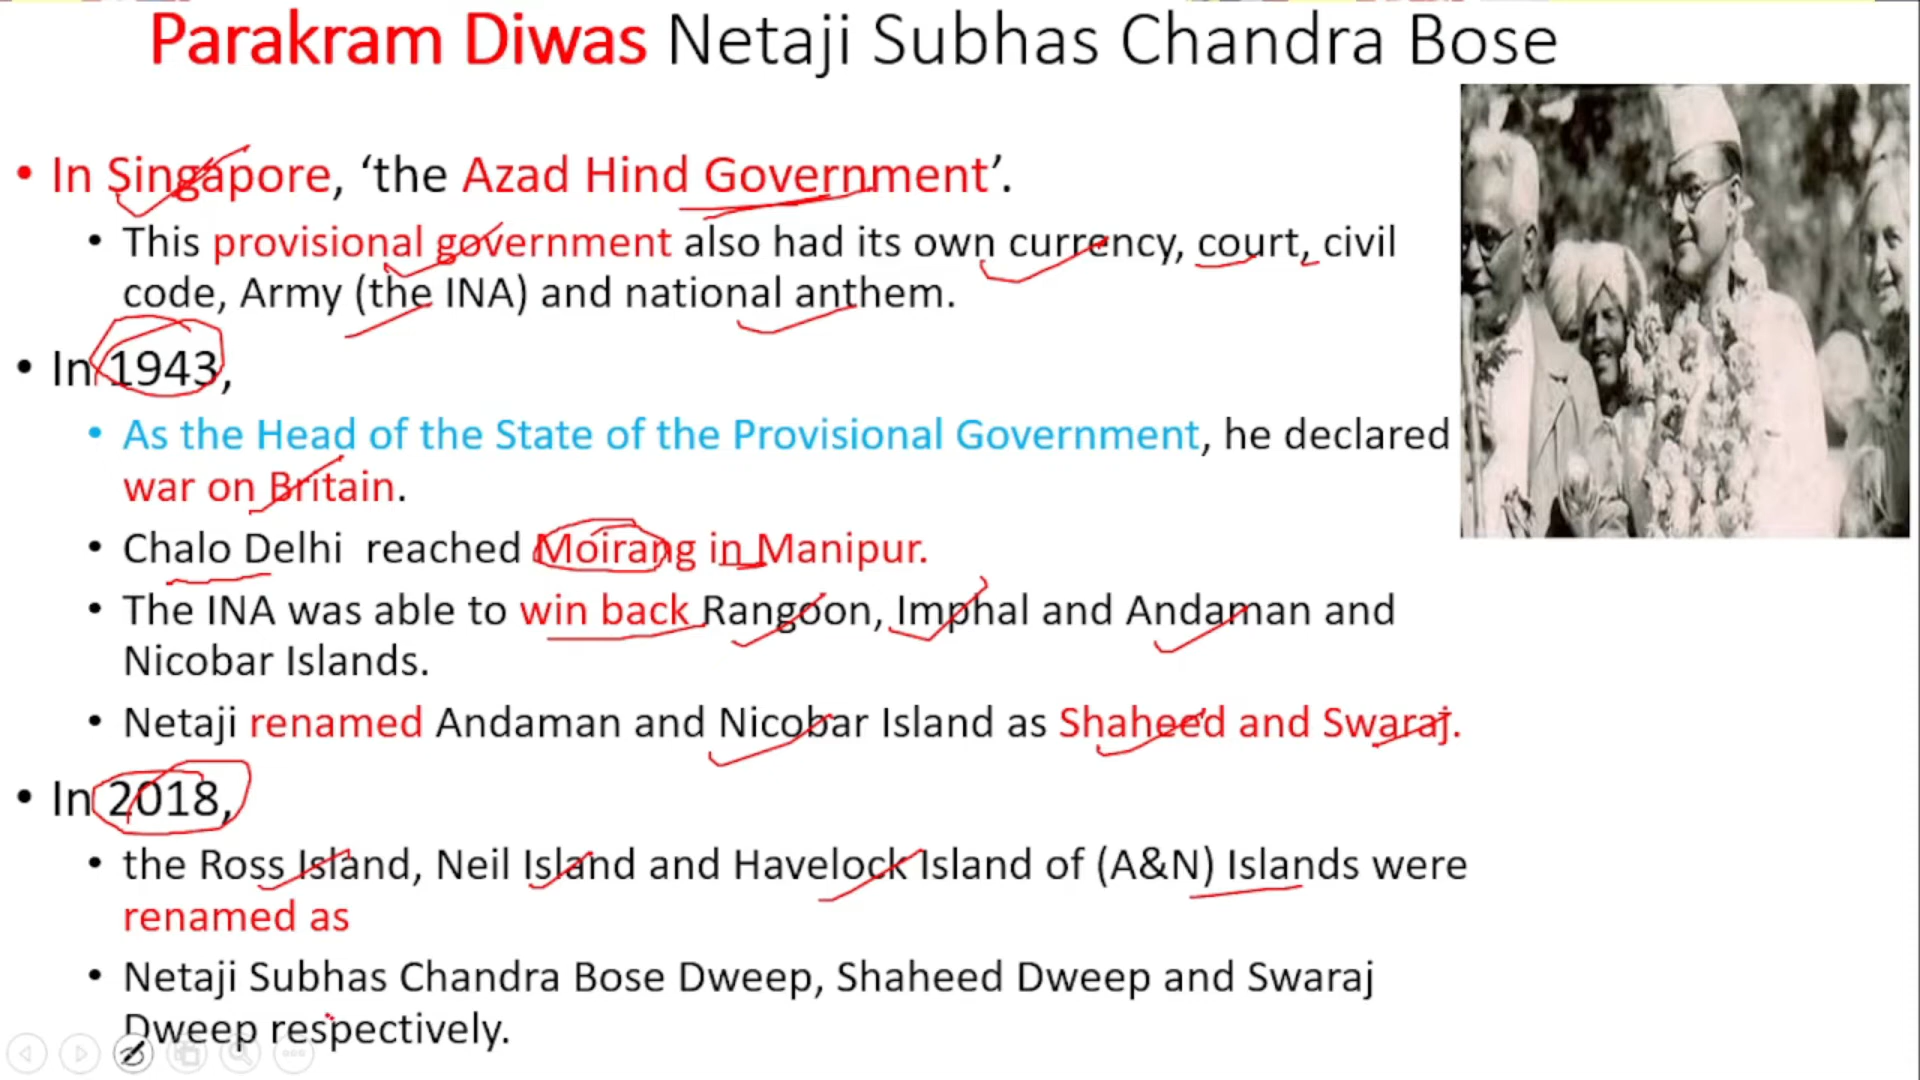 Parakram Diwas Netaji Subhas Chandra Bose
• In Singapore, ‘the Azad Hind Government’.
• This provisional government also had its own currency, court, civil
code, Army (the INA) and national anthem.
• In 1943,
• As the Head of the State of the Provisional Government, he declared
war on Britain.
• Chalo Delhi reached Moirang in Manipur.
• The INA was able to win back Rangoon, Imphal and Andaman and
Nicobar Islands.
• Netaji renamed Andaman and Nicobar Island as Shaheed and Swaraj.
• In 2018,
• the Ross Island, Neil Island and Havelock Island of (A&N) Islands were
renamed as
• Netaji Subhas Chandra Bose Dweep, Shaheed Dweep and Swaraj
Dweep respectively.